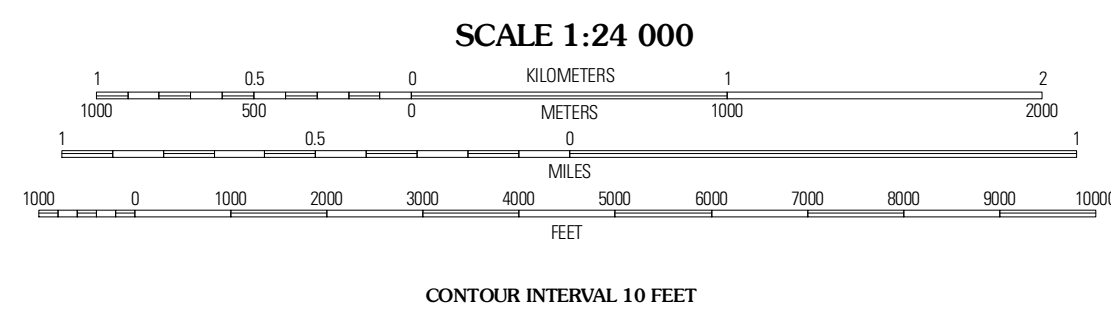 SCALE 1:24 000
1 0.5 0 KILOMETERS 1 2
1000 500 0 METERS 1000 2000
1 0.5 0 1
MILES
1000 0 1000 2000 3000 4000 5000 6000 7000 8000 9000 10000
FEET
CONTOUR INTERVAL 10 FEET